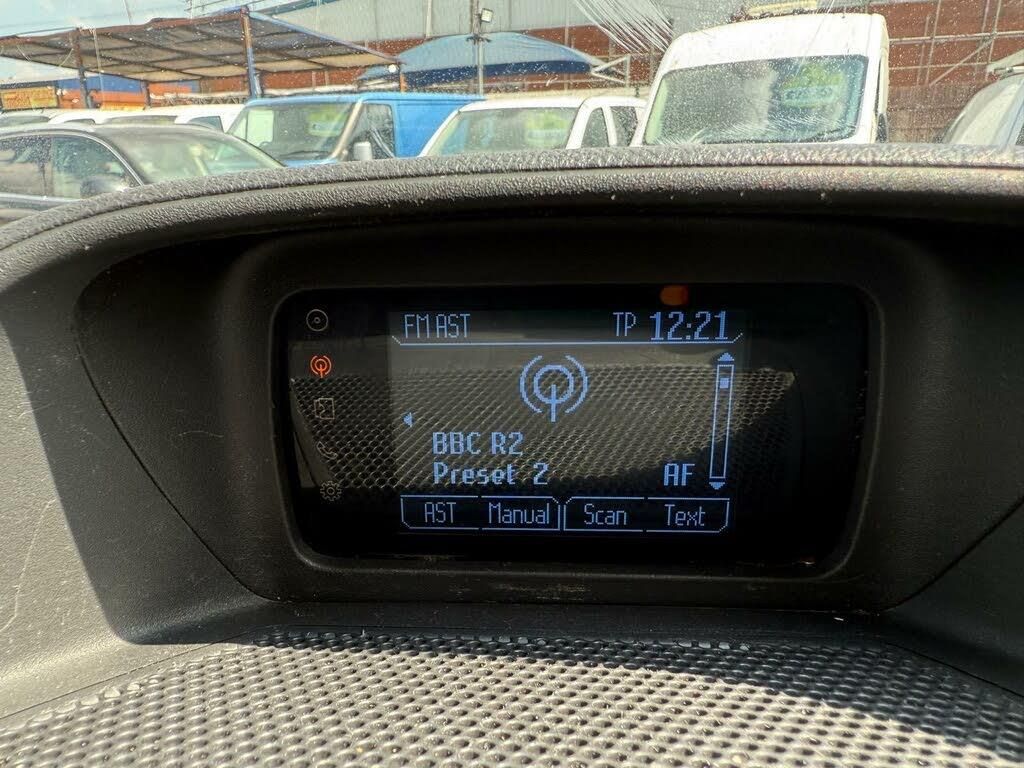 FM AST TP 12:21
BBC R2
Preset 2 AF
AST Manual Scan Text